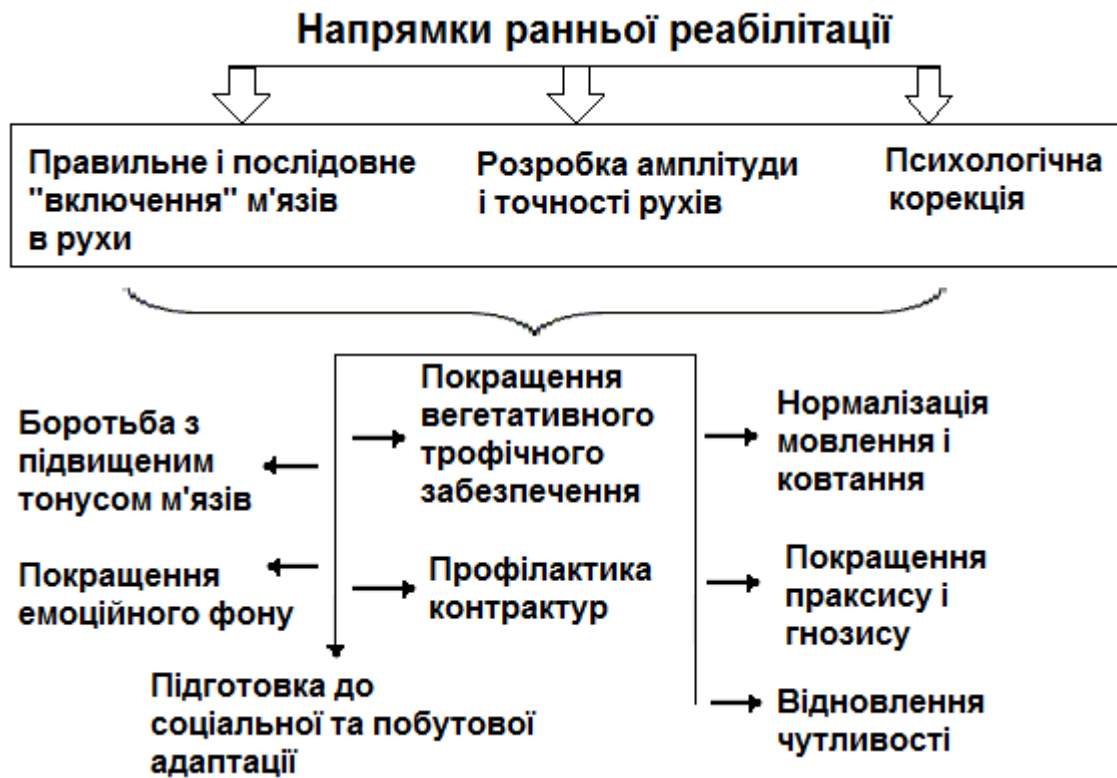 Напрямки ранньої реабілітації
Правильне і послідовне
"включення" м'язів
в рухи
Розробка амплітуди
і точності рухів
Психологічна
корекція
Боротьба з
підвищеним
тонусом м'язів
Покращення
вегетативного
трофічного
забезпечення
Нормалізація
мовлення і
ковтання
Покращення
емоційного фону
Профілактика
контрактур
Покращення
праксису і
гнозису
Підготовка до
соціальної та побутової
адаптації
Відновлення
чутливості